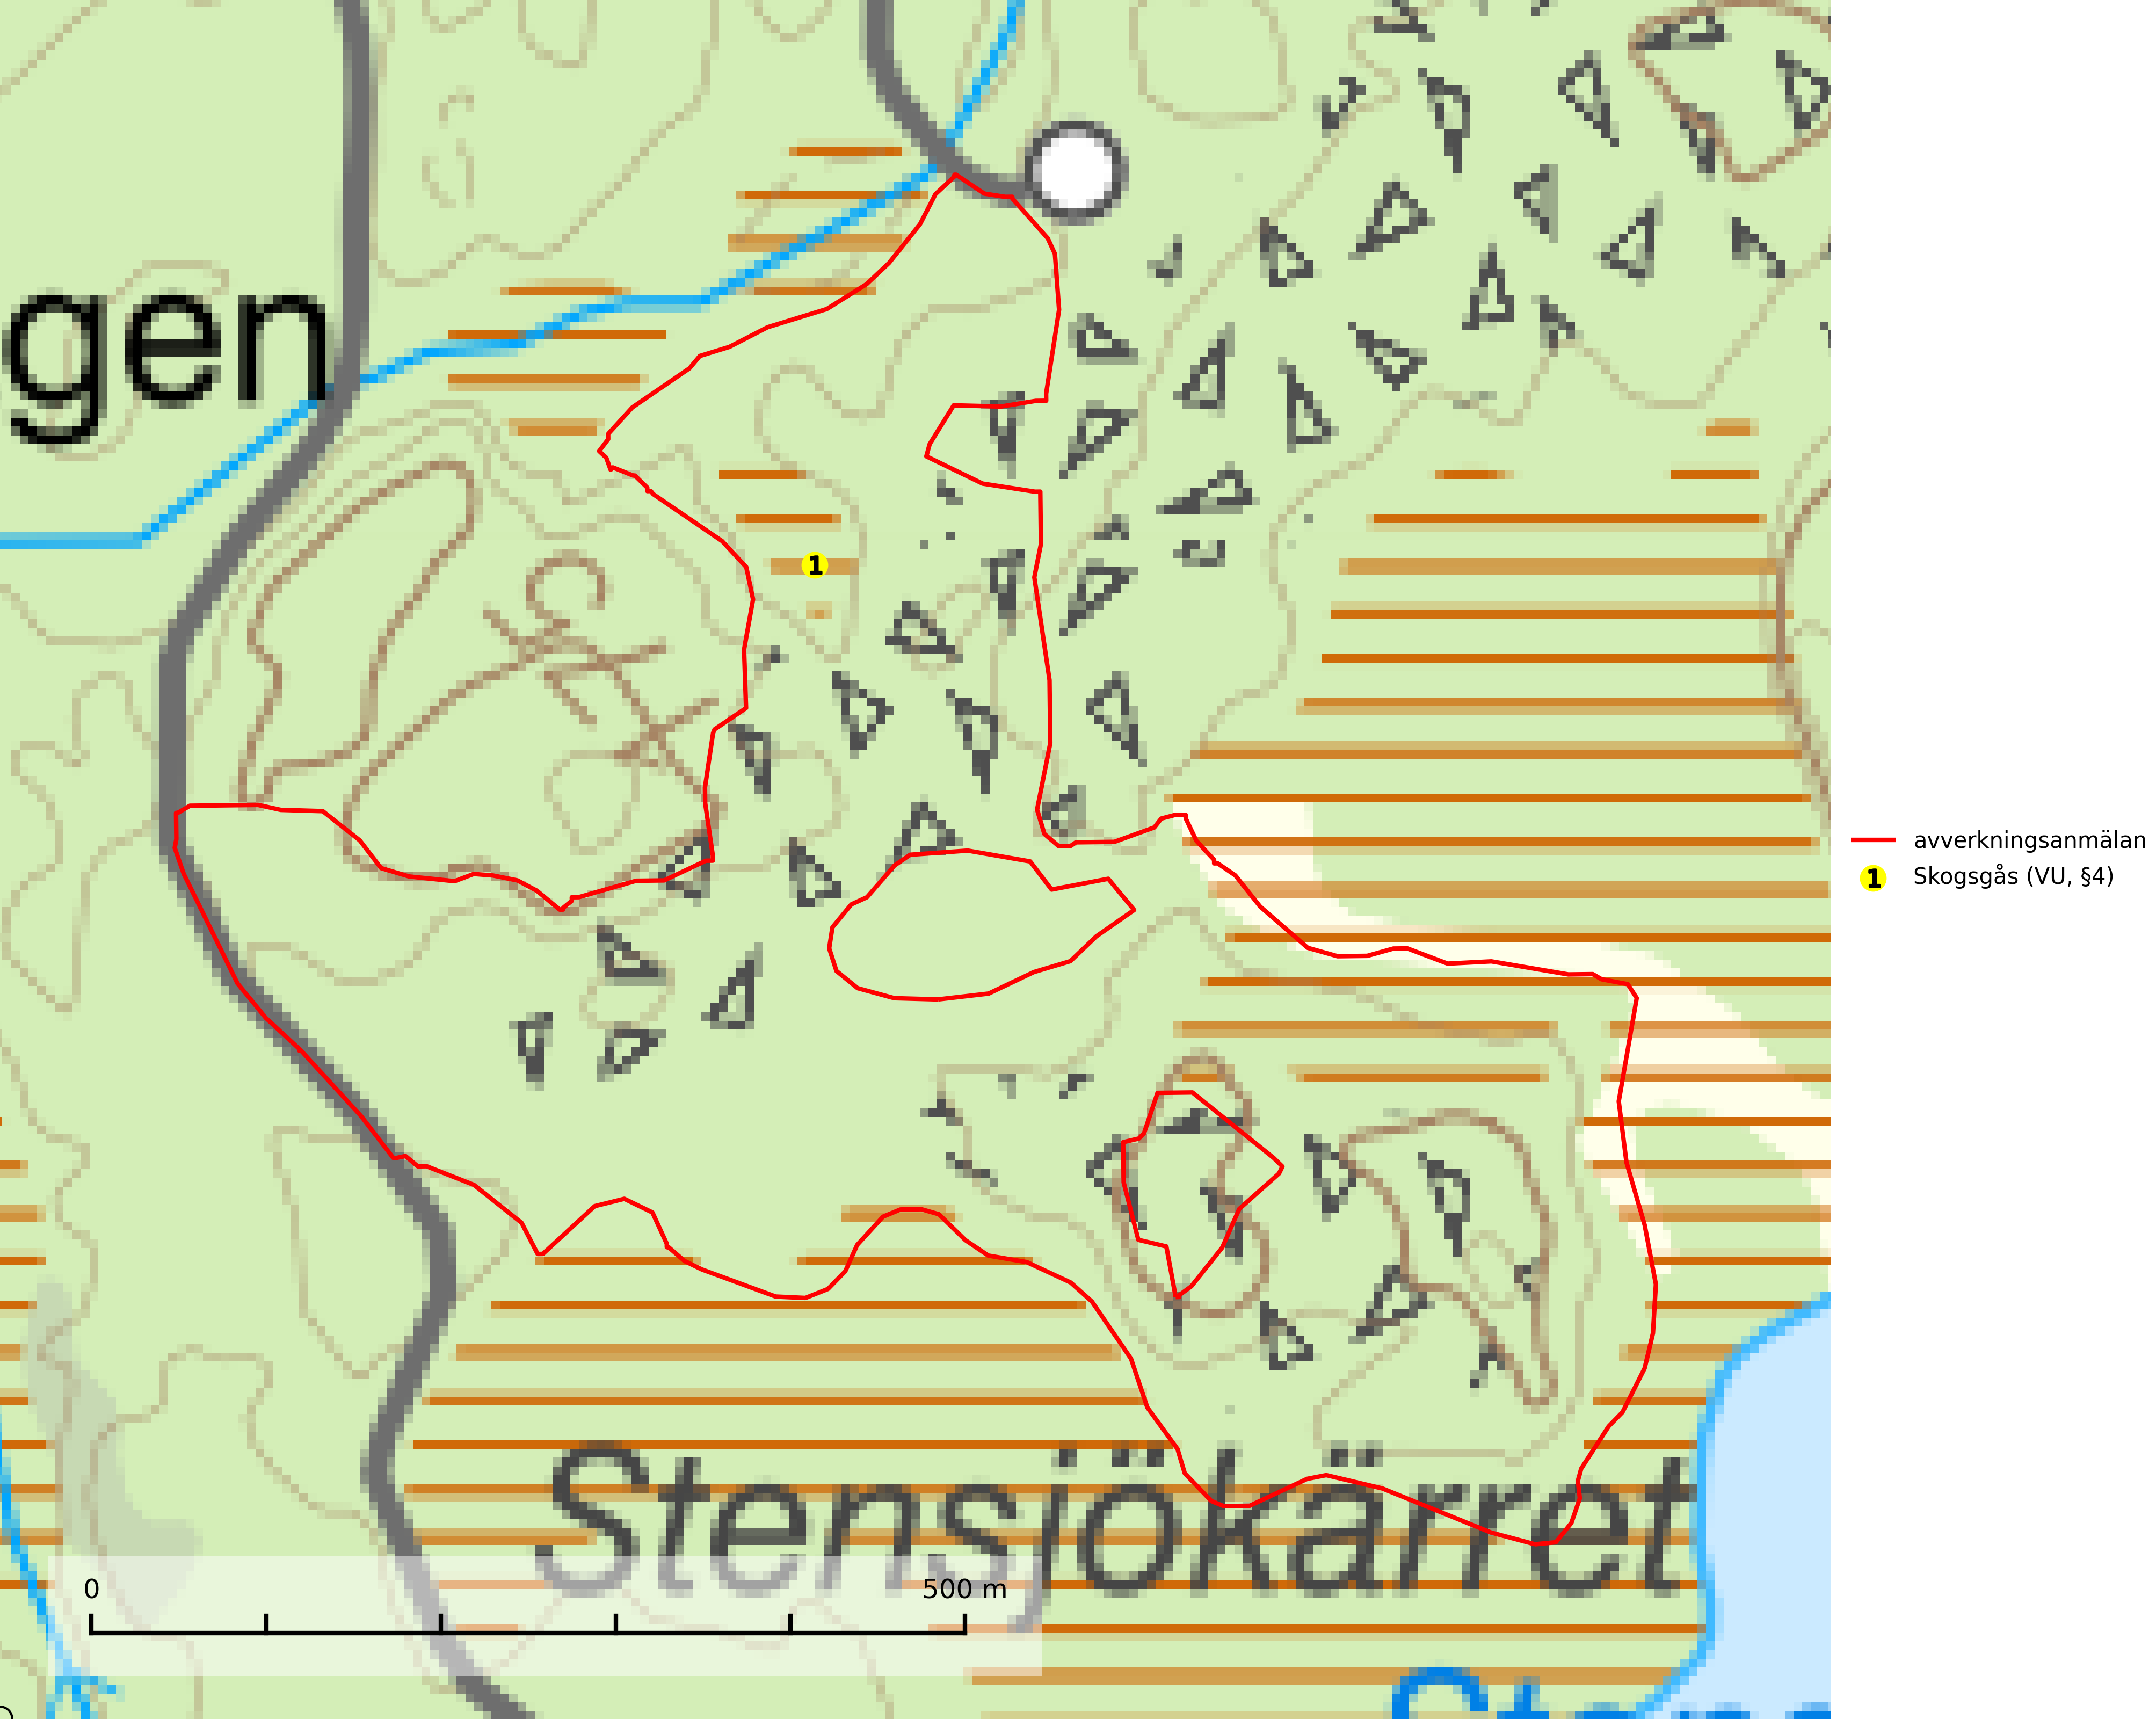 gen
1
1 avverkningsanmälan
Skogsgås (VU, §4)
Stensjökärret
0 500 m